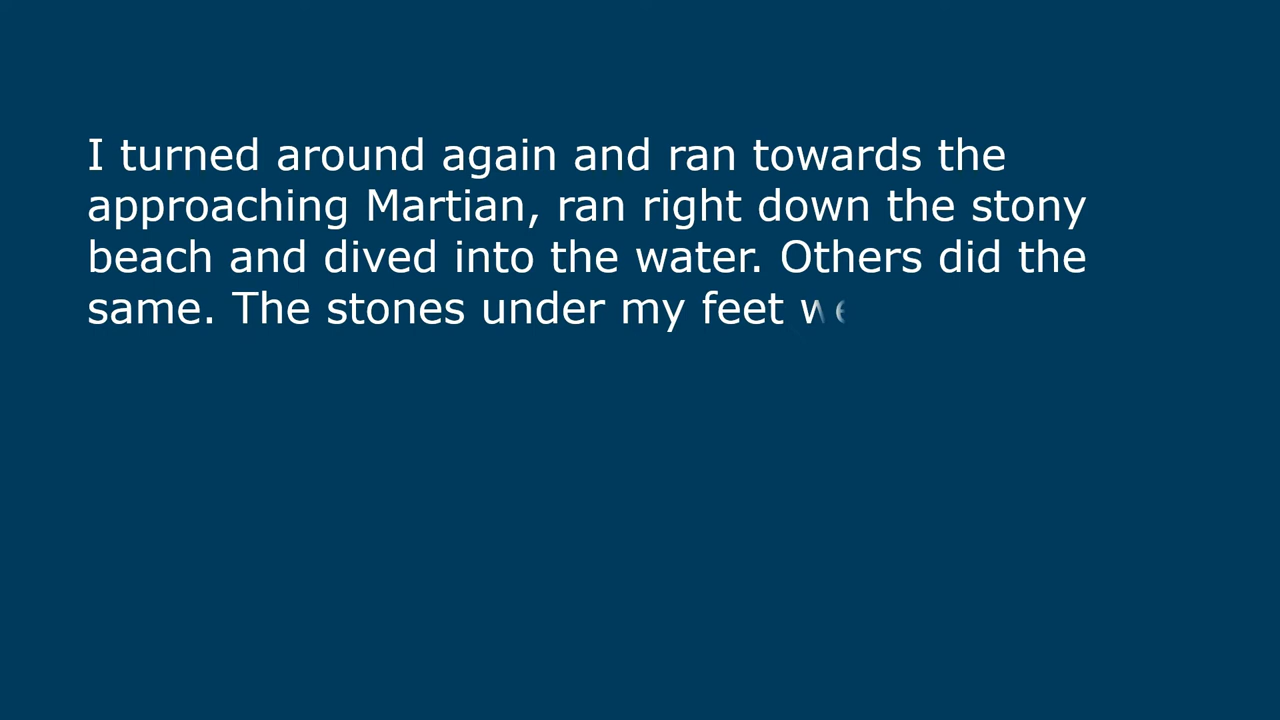 I turned around again and ran towards the
approaching Martian, ran right down the stony
beach and dived into the water. Others did the
same. The stones under my feet